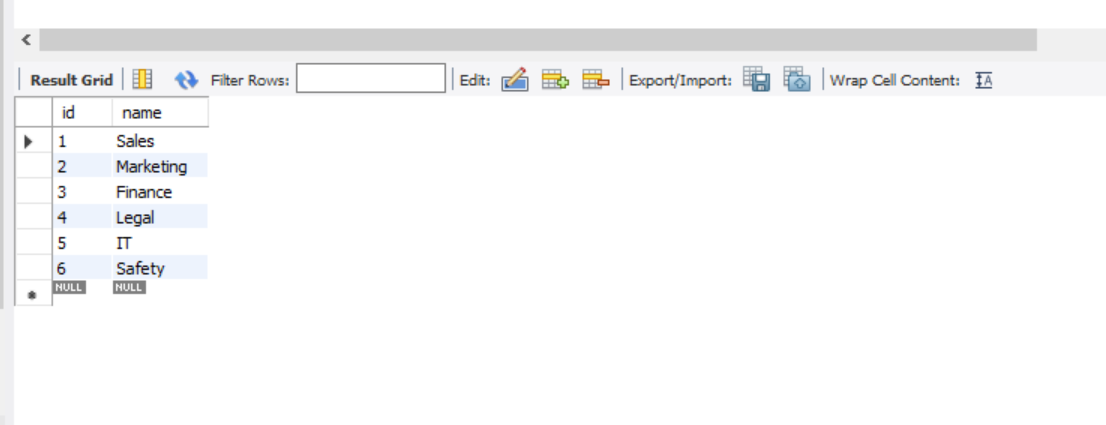 Result Grid Filter Rows: Edit: Export/Import: Wrap Cell Content: IA
id name
1 Sales
2 Marketing
3 Finance
4 Legal
5 IT
6 Safety
NULL NULL